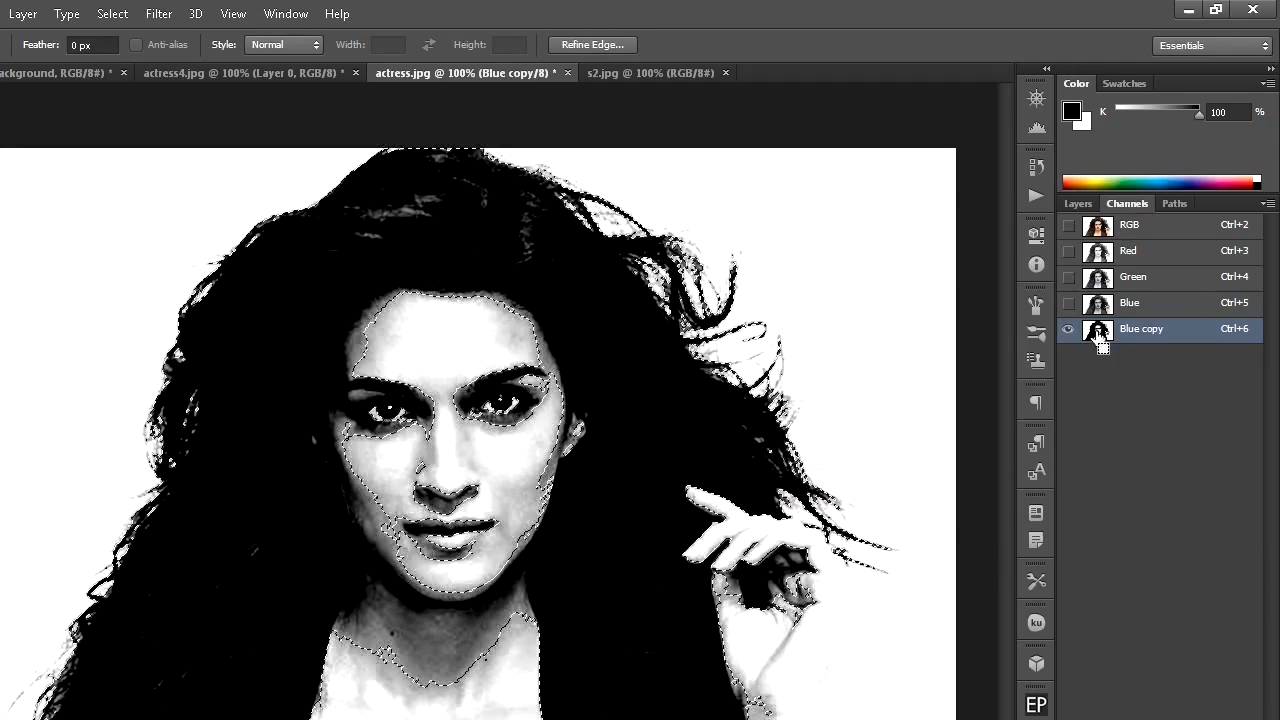 Layer Type Select Filter 3D View Window Help
Feather: 0 px Anti-alias Style: Normal Width: Height: Refine Edge... Essentials
ackground, RGB/8#) * × actress4.jpg @ 100% (Layer 0, RGB/8) * × actress.jpg @ 100% (Blue copy/8) * × s2.jpg @ 100% (RGB/8#) ×
Color Swatches
K 100 %
Layers Channels Paths
RGB Ctrl+2
Red Ctrl+3
Green Ctrl+4
Blue Ctrl+5
Blue copy Ctrl+6
ku
EP